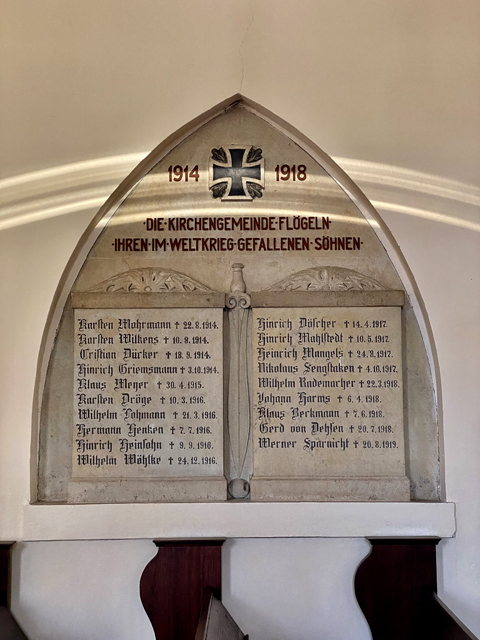 1914 1918
·DIE·KIRCHENGEMEINDE·FLÖGELN·
·IHREN·IM·WELTKRIEG·GEFALLENEN·SÖHNEN·
Karsten Mohrmann † 22.8.1914.
Karsten Wilkens † 10.9.1914.
Cristian Dücker † 18.9.1914.
Hinrich Griemsmann † 3.10.1914.
Klaus Meyer † 30.4.1915.
Karsten Dröge † 10.3.1916.
Wilhelm Lohmann † 21.3.1916.
Hermann Henken † 7.7.1916.
Hinrich Heinsohn † 9.9.1916.
Wilhelm Wöhlke † 24.12.1916.
Hinrich Döscher † 14.4.1917.
Hinrich Mahlstedt † 10.5.1917.
Heinrich Mangels † 24.8.1917.
Nikolaus Sengstaken † 4.10.1917.
Wilhelm Rademacher † 22.3.1918.
Johann Harms † 6.4.1918.
Klaus Beckmann † 7.6.1918.
Gerd von Dehsen † 20.7.1918.
Werner Sparnicht † 20.8.1919.